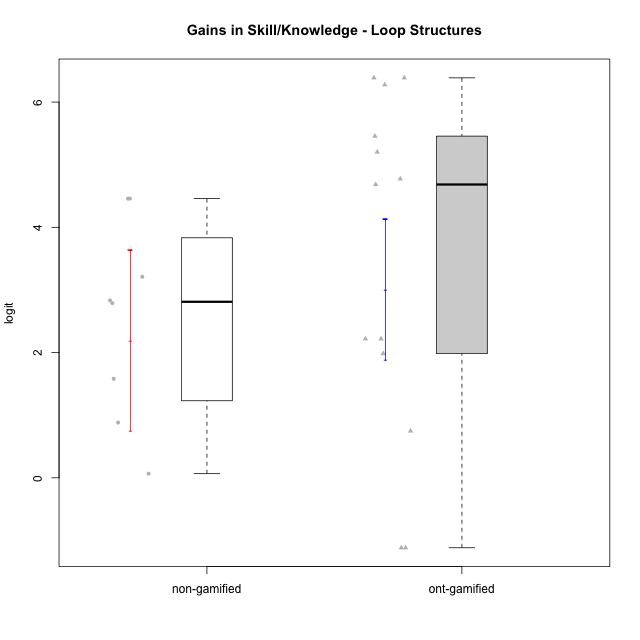 Gains in Skill/Knowledge - Loop Structures
logit
6
4
2
0
non-gamified
ont-gamified